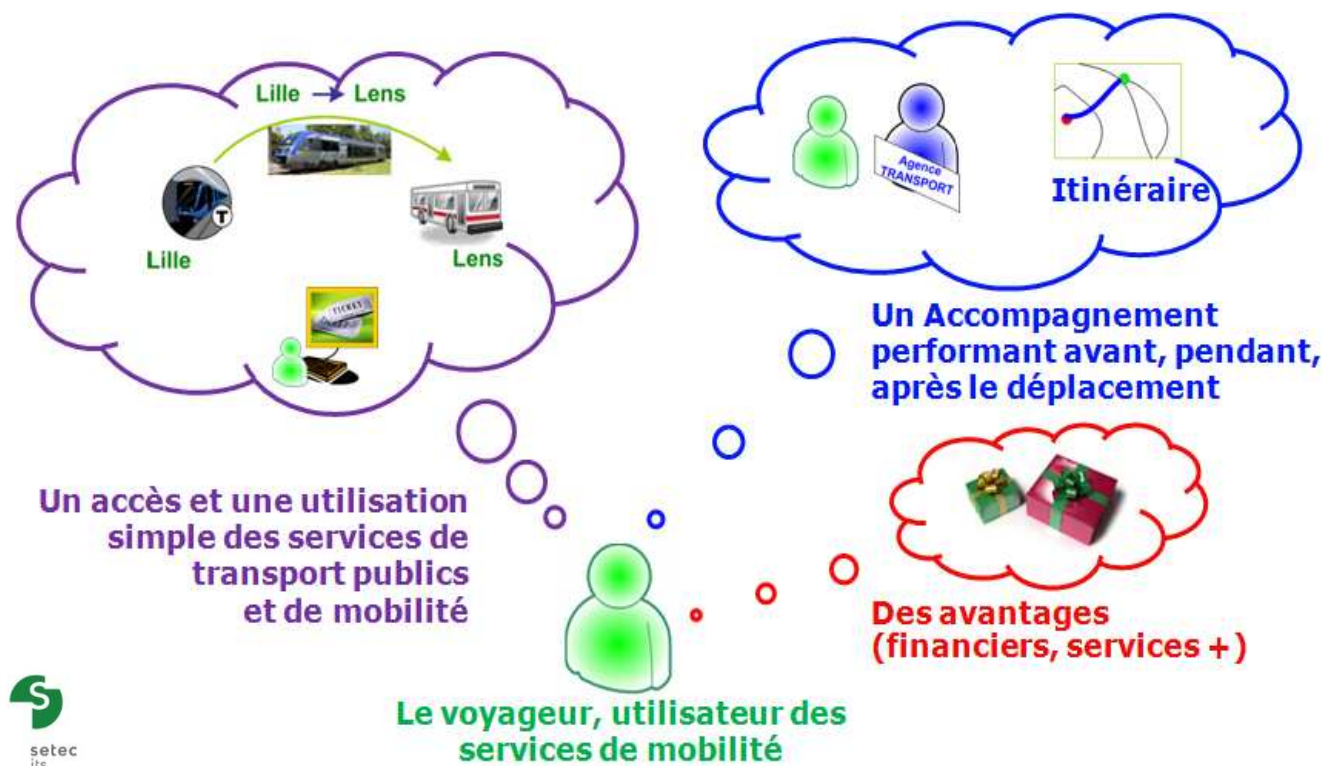 Lille → Lens
T
Lille
Lens
TICKET
Un accès et une utilisation
simple des services de
transport publics
et de mobilité
Agence
TRANSPORT
Itinéraire
Un Accompagnement
performant avant, pendant,
après le déplacement
Des avantages
(financiers, services +)
Le voyageur, utilisateur des
services de mobilité
S
setec
its